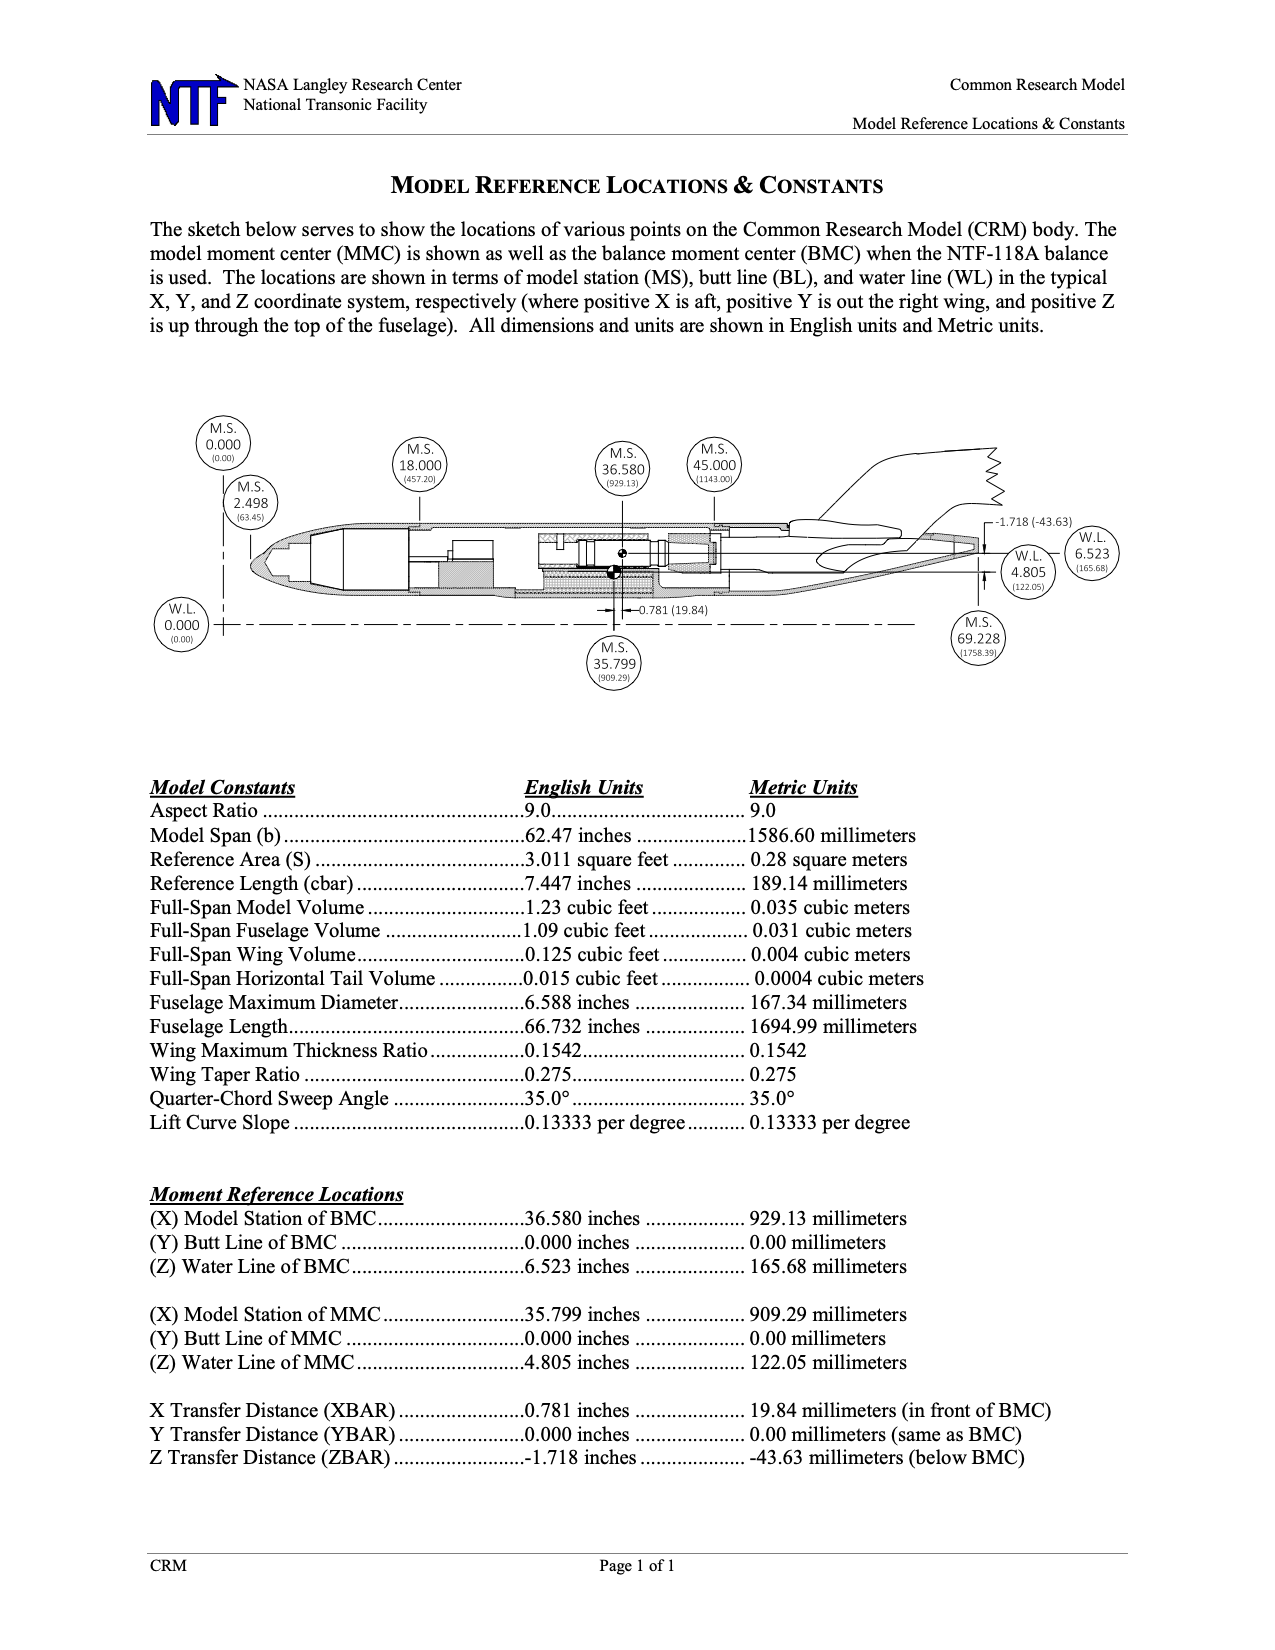 NTF
NASA Langley Research Center
National Transonic Facility
Common Research Model
Model Reference Locations & Constants
MODEL REFERENCE LOCATIONS & CONSTANTS
The sketch below serves to show the locations of various points on the Common Research Model (CRM) body. The
model moment center (MMC) is shown as well as the balance moment center (BMC) when the NTF-118A balance
is used.  The locations are shown in terms of model station (MS), butt line (BL), and water line (WL) in the typical
X, Y, and Z coordinate system, respectively (where positive X is aft, positive Y is out the right wing, and positive Z
is up through the top of the fuselage).  All dimensions and units are shown in English units and Metric units.
M.S.
0.000
(0.00)
M.S.
2.498
(63.45)
M.S.
18.000
(457.20)
M.S.
36.580
(929.13)
M.S.
45.000
(1143.00)
-1.718 (-43.63)
W.L.
6.523
(165.68)
W.L.
4.805
(122.05)
W.L.
0.000
(0.00)
0.781 (19.84)
M.S.
35.799
(909.29)
M.S.
69.228
(1758.39)
Model Constants English Units Metric Units
Aspect Ratio ..................................................9.0..................................... 9.0
Model Span (b)..............................................62.47 inches .....................1586.60 millimeters
Reference Area (S) ........................................3.011 square feet .............. 0.28 square meters
Reference Length (cbar)................................7.447 inches ..................... 189.14 millimeters
Full-Span Model Volume..............................1.23 cubic feet.................. 0.035 cubic meters
Full-Span Fuselage Volume ..........................1.09 cubic feet................... 0.031 cubic meters
Full-Span Wing Volume................................0.125 cubic feet................ 0.004 cubic meters
Full-Span Horizontal Tail Volume ................0.015 cubic feet................. 0.0004 cubic meters
Fuselage Maximum Diameter........................6.588 inches ..................... 167.34 millimeters
Fuselage Length.............................................66.732 inches ................... 1694.99 millimeters
Wing Maximum Thickness Ratio..................0.1542............................... 0.1542
Wing Taper Ratio ..........................................0.275................................. 0.275
Quarter-Chord Sweep Angle .........................35.0°................................. 35.0°
Lift Curve Slope............................................0.13333 per degree........... 0.13333 per degree
Moment Reference Locations
(X) Model Station of BMC............................36.580 inches ................... 929.13 millimeters
(Y) Butt Line of BMC ...................................0.000 inches ..................... 0.00 millimeters
(Z) Water Line of BMC.................................6.523 inches ..................... 165.68 millimeters
(X) Model Station of MMC...........................35.799 inches ................... 909.29 millimeters
(Y) Butt Line of MMC ..................................0.000 inches ..................... 0.00 millimeters
(Z) Water Line of MMC................................4.805 inches ..................... 122.05 millimeters
X Transfer Distance (XBAR)........................0.781 inches ..................... 19.84 millimeters (in front of BMC)
Y Transfer Distance (YBAR)........................0.000 inches ..................... 0.00 millimeters (same as BMC)
Z Transfer Distance (ZBAR).........................-1.718 inches.................... -43.63 millimeters (below BMC)
CRM
Page 1 of 1